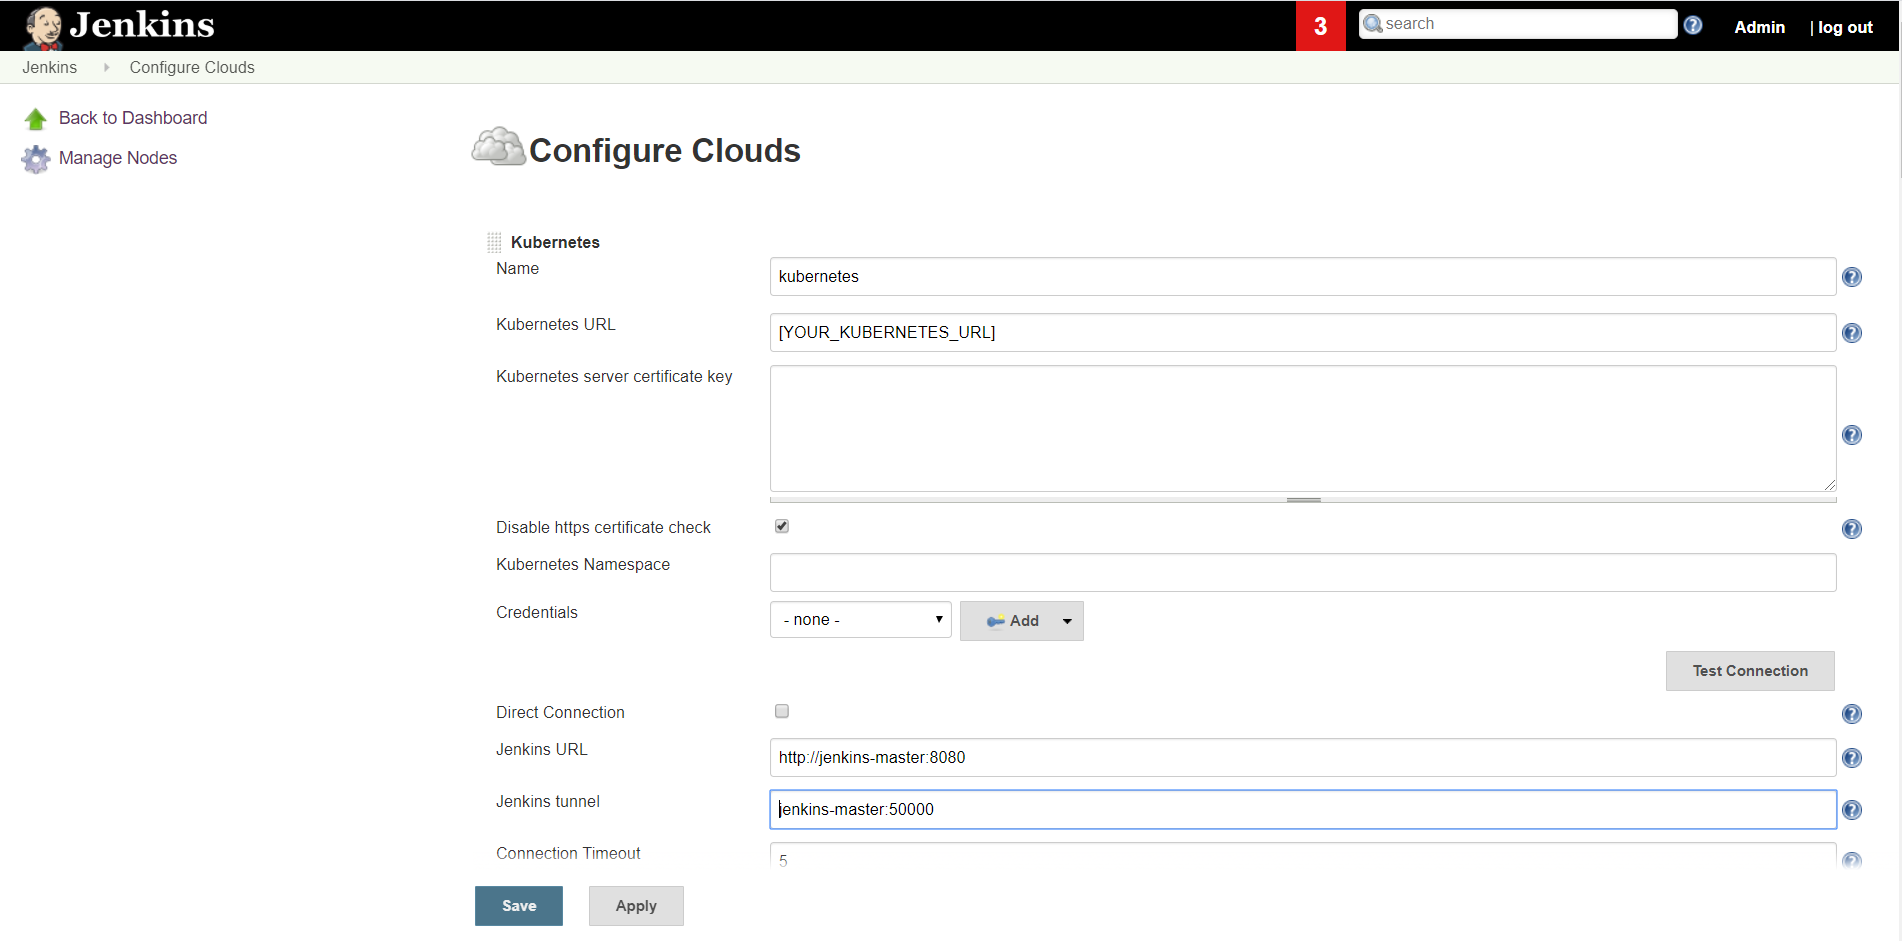 Jenkins
3
search
Admin
| log out
Jenkins
Configure Clouds
Back to Dashboard
Manage Nodes
Configure Clouds
Kubernetes
Name
kubernetes
Kubernetes URL
[YOUR_KUBERNETES_URL]
Kubernetes server certificate key
Disable https certificate check
Kubernetes Namespace
Credentials
- none -
Add
Test Connection
Direct Connection
Jenkins URL
http://jenkins-master:8080
Jenkins tunnel
jenkins-master:50000
Connection Timeout
5
Save
Apply